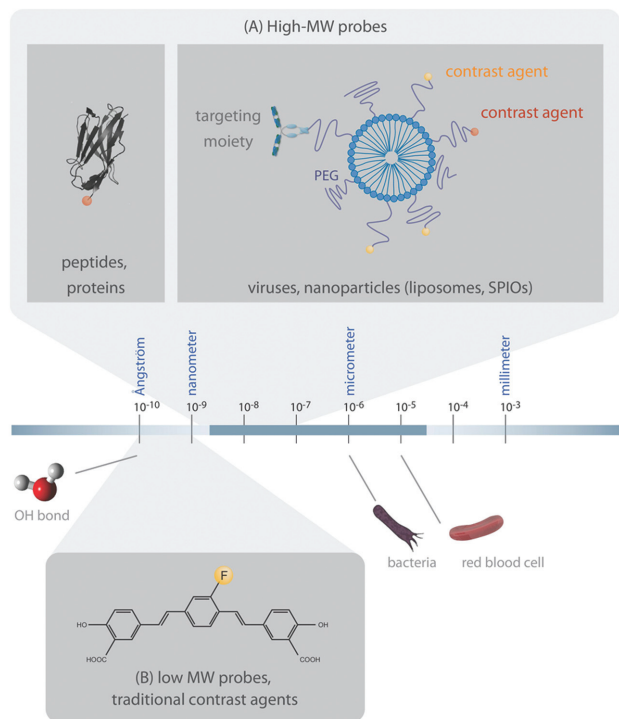 (A) High-MW probes
contrast agent
targeting
moiety
contrast agent
PEG
peptides,
proteins
viruses, nanoparticles (liposomes, SPIOs)
Ångström
nanometer
micrometer
millimeter
10-10
10-9
10-8
10-7
10-6
10-5
10-4
10-3
OH bond
bacteria
red blood cell
F
HO
OH
HOOC
COOH
(B) low MW probes,
traditional contrast agents